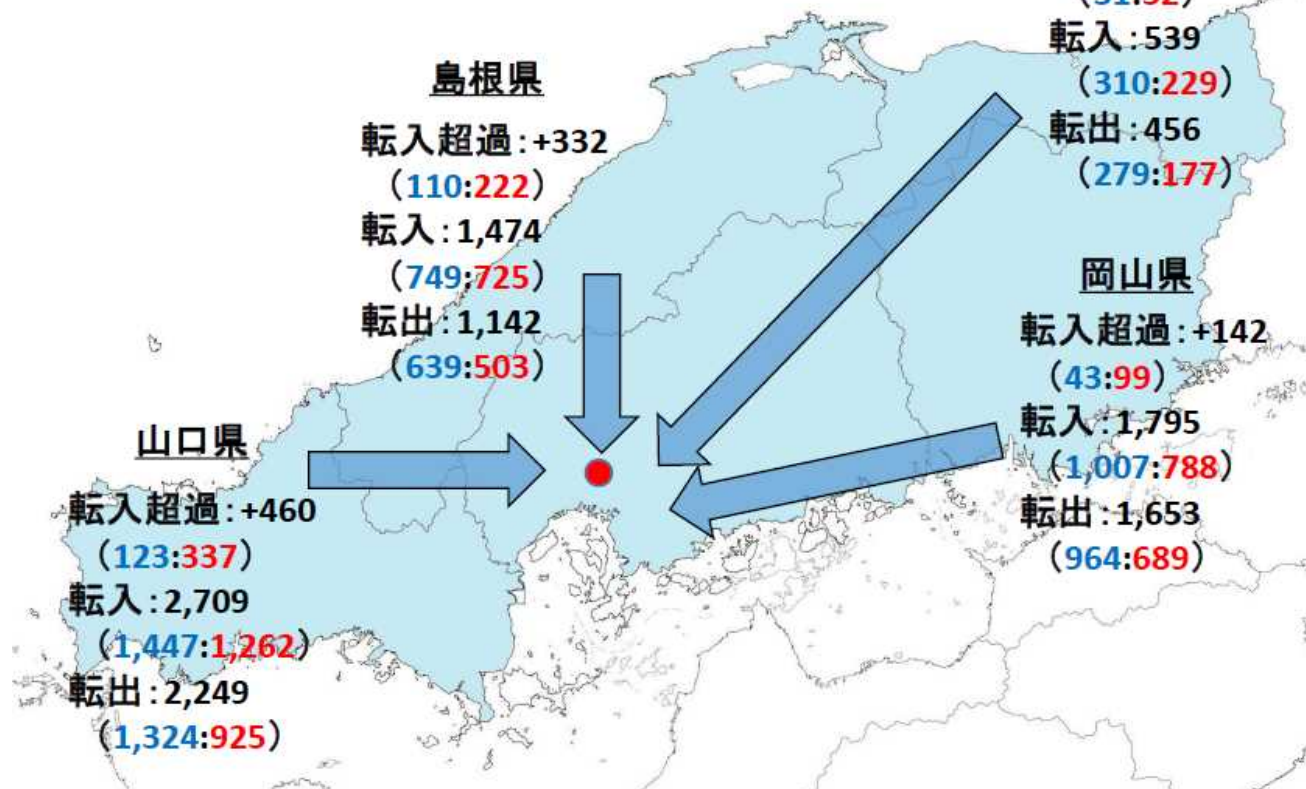 島根県
転入超過:+332
(110:222)
転入:1,474
(749:725)
転出:1,142
(639:503)
転入:539
(310:229)
転出:456
(279:177)
岡山県
転入超過:+142
(43:99)
転入:1,795
(1,007:788)
転出:1,653
(964:689)
山口県
転入超過:+460
(123:337)
転入:2,709
(1,447:1,262)
転出:2,249
(1,324:925)